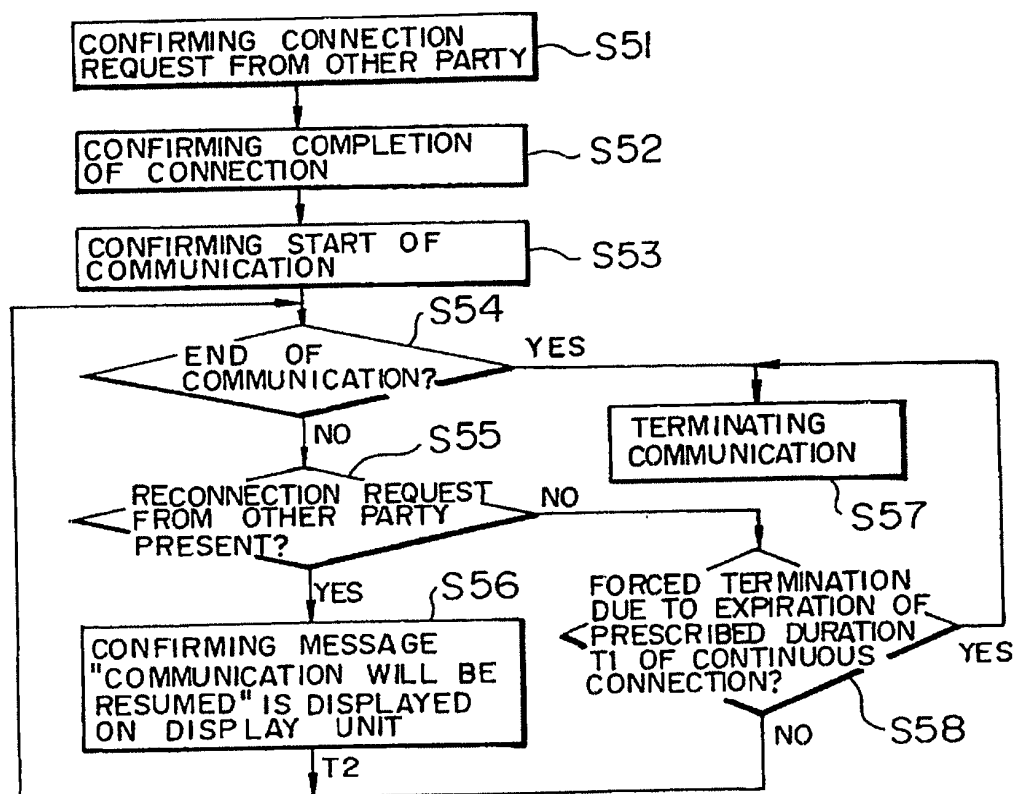 CONFIRMING CONNECTION
REQUEST FROM OTHER PARTY
S51
CONFIRMING COMPLETION
OF CONNECTION
S52
CONFIRMING START OF
COMMUNICATION
S53
S54
END OF
COMMUNICATION?
YES
NO
TERMINATING
COMMUNICATION
S57
S55
RECONNECTION REQUEST
FROM OTHER PARTY
PRESENT?
NO
YES
FORCED TERMINATION
DUE TO EXPIRATION OF
PRESCRIBED DURATION
T1 OF CONTINUOUS
CONNECTION?
YES
S58
NO
S56
CONFIRMING MESSAGE
"COMMUNICATION WILL BE
RESUMED" IS DISPLAYED
ON DISPLAY UNIT
T2